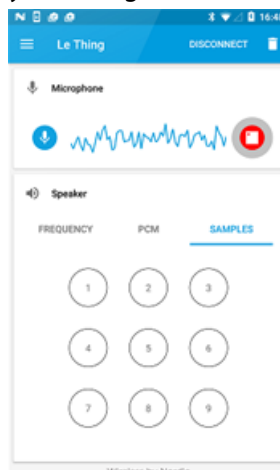 16:4
Le Thing DISCONNECT
Microphone
Speaker
FREQUENCY PCM SAMPLES
1 2 3
4 5 6
7 8 9